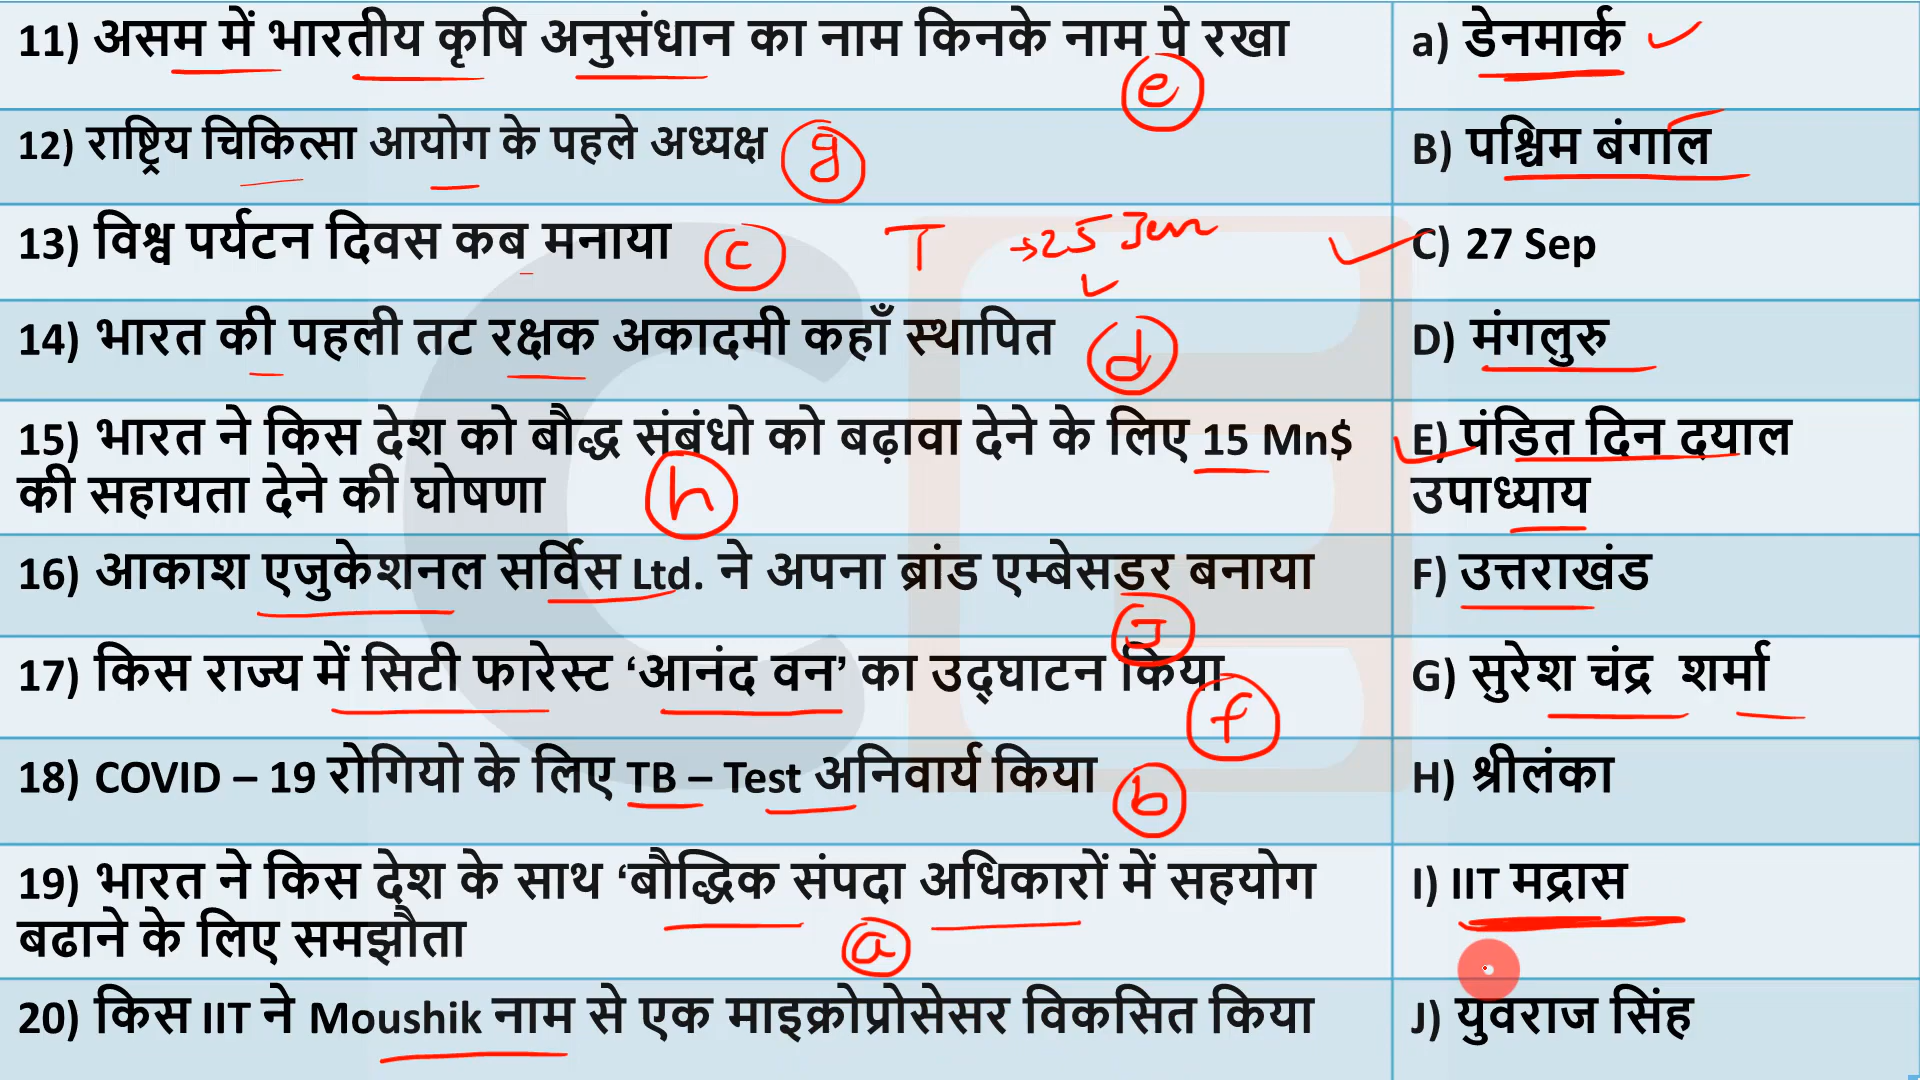 11) असम में भारतीय कृषि अनुसंधान का नाम किनके नाम पे रखा
e
a) डेनमार्क
12) राष्ट्रिय चिकित्सा आयोग के पहले अध्यक्ष
g
B) पश्चिम बंगाल
13) विश्व पर्यटन दिवस कब मनाया
c
T → 25 Jan
C) 27 Sep
14) भारत की पहली तट रक्षक अकादमी कहाँ स्थापित
d
D) मंगलुरु
15) भारत ने किस देश को बौद्ध संबंधो को बढ़ावा देने के लिए 15 Mn$
की सहायता देने की घोषणा
h
E) पंडित दिन दयाल
उपाध्याय
16) आकाश एजुकेशनल सर्विस Ltd. ने अपना ब्रांड एम्बेसडर बनाया
J
F) उत्तराखंड
17) किस राज्य में सिटी फारेस्ट ‘आनंद वन’ का उद्घाटन किया
f
G) सुरेश चंद्र शर्मा
18) COVID – 19 रोगियो के लिए TB – Test अनिवार्य किया
b
H) श्रीलंका
19) भारत ने किस देश के साथ ‘बौद्धिक संपदा अधिकारों में सहयोग
बढाने के लिए समझौता
a
I) IIT मद्रास
20) किस IIT ने Moushik नाम से एक माइक्रोप्रोसेसर विकसित किया
J) युवराज सिंह